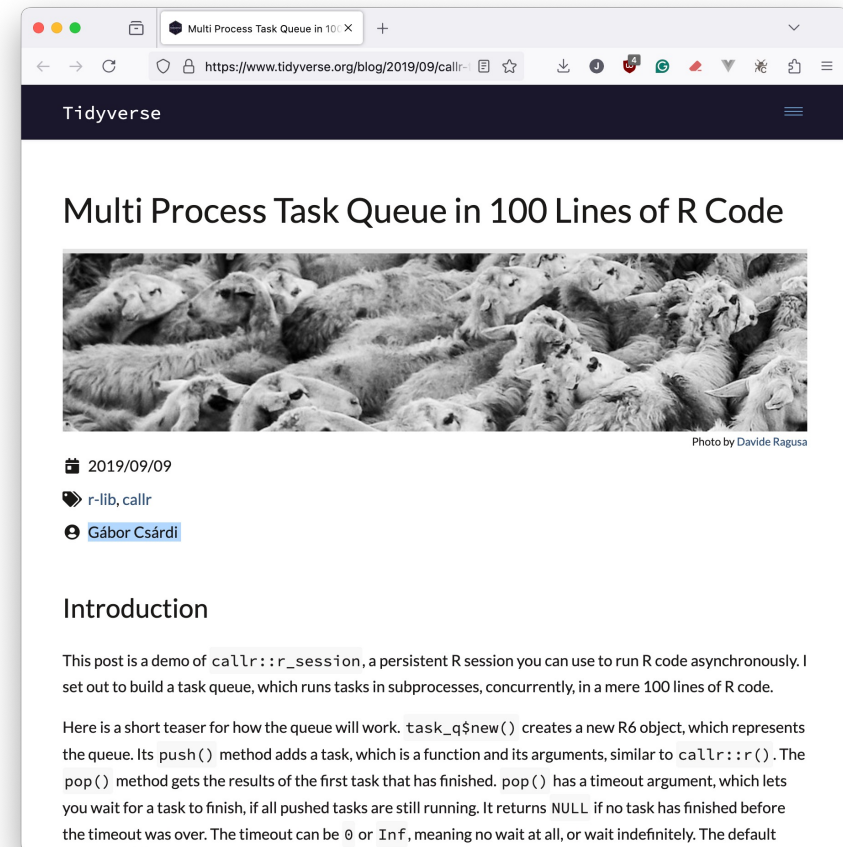 Multi Process Task Queue in 100
https://www.tidyverse.org/blog/2019/09/callr-
J
4
G
Tidyverse
Multi Process Task Queue in 100 Lines of R Code
Photo by Davide Ragusa
2019/09/09
r-lib, callr
Gábor Csárdi
Introduction
This post is a demo of callr::r_session, a persistent R session you can use to run R code asynchronously. I
set out to build a task queue, which runs tasks in subprocesses, concurrently, in a mere 100 lines of R code.
Here is a short teaser for how the queue will work. task_q$new() creates a new R6 object, which represents
the queue. Its push() method adds a task, which is a function and its arguments, similar to callr::r(). The
pop() method gets the results of the first task that has finished. pop() has a timeout argument, which lets
you wait for a task to finish, if all pushed tasks are still running. It returns NULL if no task has finished before
the timeout was over. The timeout can be 0 or Inf, meaning no wait at all, or wait indefinitely. The default